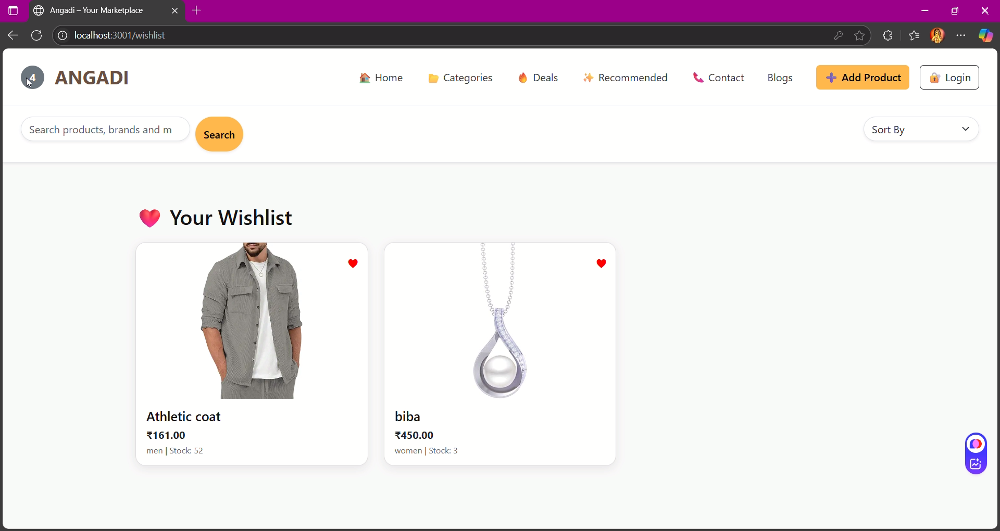 Angadi – Your Marketplace
localhost:3001/wishlist
4 ANGADI
Home
Categories
Deals
Recommended
Contact
Blogs
Add Product
Login
Search products, brands and m
Search
Sort By
Your Wishlist
Athletic coat
₹161.00
men | Stock: 52
biba
₹450.00
women | Stock: 3